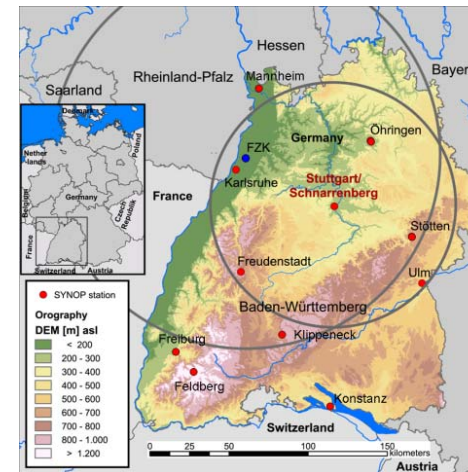 Hessen
Bayer
Rheinland-Pfalz
Mannheim
Saarland
Denmark
Nether
lands
Poland
Belgium
Germany
Czech
Republic
France
Switzerland
Austria
Germany
Öhringen
FZK
Karlsruhe
Stuttgart/
Schnarrenberg
France
Stötten
Freudenstadt
Ulm
Baden-Württemberg
Klippeneck
Freiburg
Feldberg
Konstanz
Switzerland
Austria
SYNOP station
Orography
DEM [m] asl
< 200
200 - 300
300 - 400
400 - 500
500 - 600
600 - 700
700 - 800
800 - 1.000
> 1.200
0 25 50 100 150
kilometers